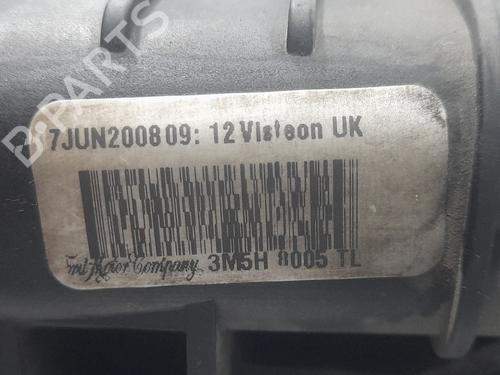 B-PARTS
7JUN2008 09: 12 Visteon UK
Ford Motor Company 3M5H 8005 TL